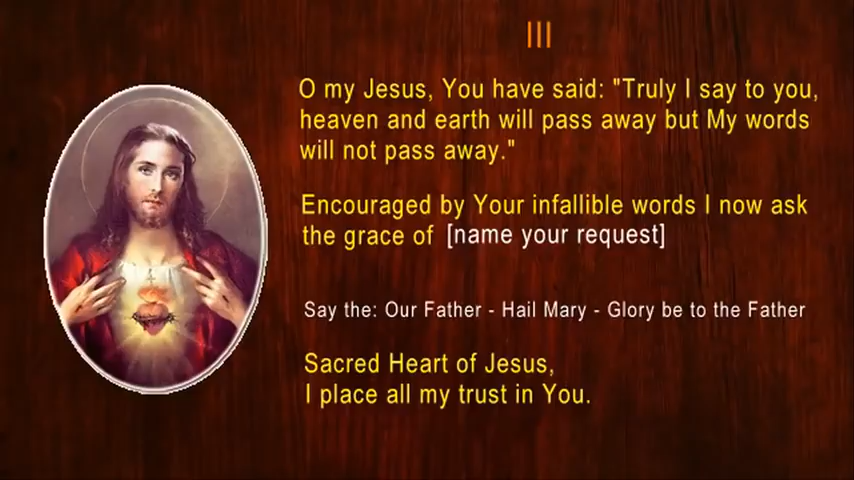 III
O my Jesus, You have said: "Truly I say to you,
heaven and earth will pass away but My words
will not pass away."
Encouraged by Your infallible words I now ask
the grace of [name your request]
Say the: Our Father - Hail Mary - Glory be to the Father
Sacred Heart of Jesus,
I place all my trust in You.